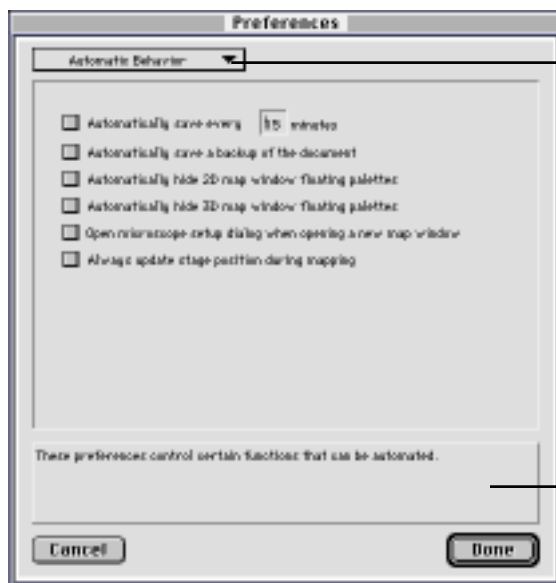 Preferences
Automatic Behavior
Automatically save every 15 minutes
Automatically save a backup of the document
Automatically hide 2D map window floating palettes
Automatically hide 3D map window floating palettes
Open microscope setup dialog when opening a new map window
Always update stage position during mapping
These preferences control certain functions that can be automated.
Cancel
Done